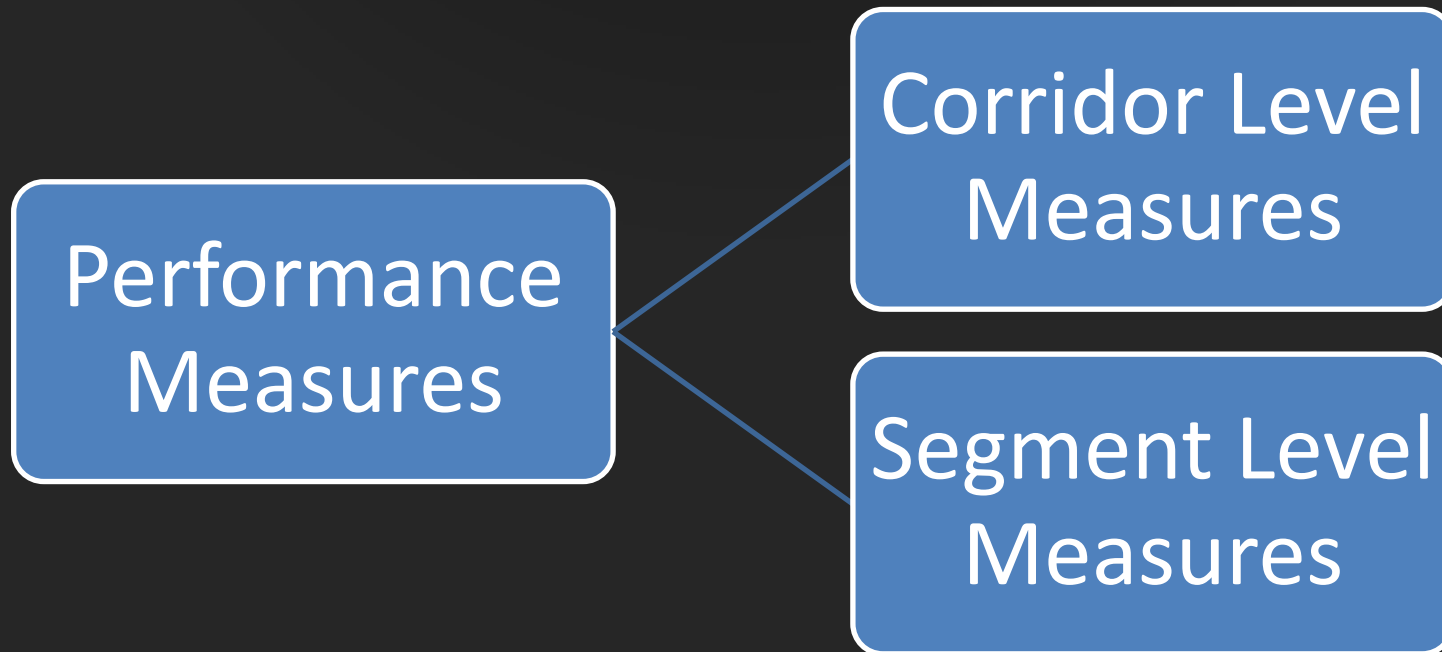 Performance
Measures
Corridor Level
Measures
Segment Level
Measures